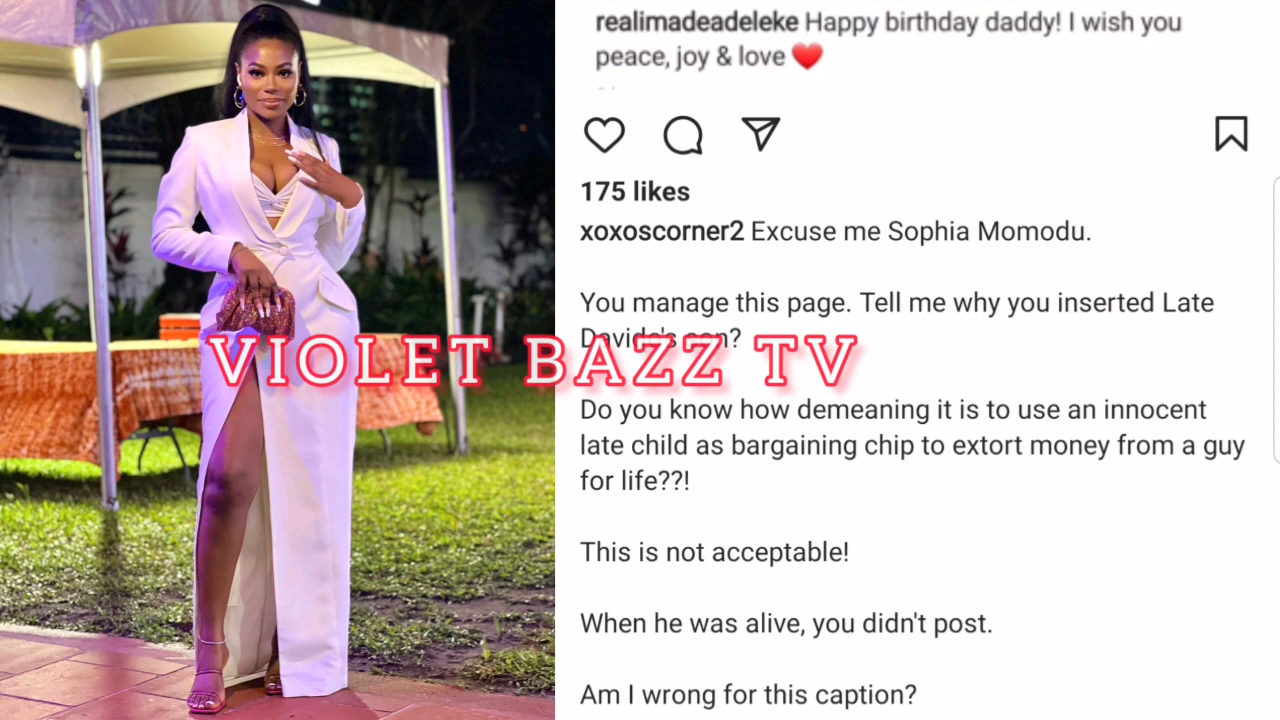 realimadeadeleke Happy birthday daddy! I wish you
peace, joy & love ❤️
175 likes
xoxoscorner2 Excuse me Sophia Momodu.
You manage this page. Tell me why you inserted Late
Davido's son?
VIOLET BAZZ TV
Do you know how demeaning it is to use an innocent
late child as bargaining chip to extort money from a guy
for life??!
This is not acceptable!
When he was alive, you didn't post.
Am I wrong for this caption?